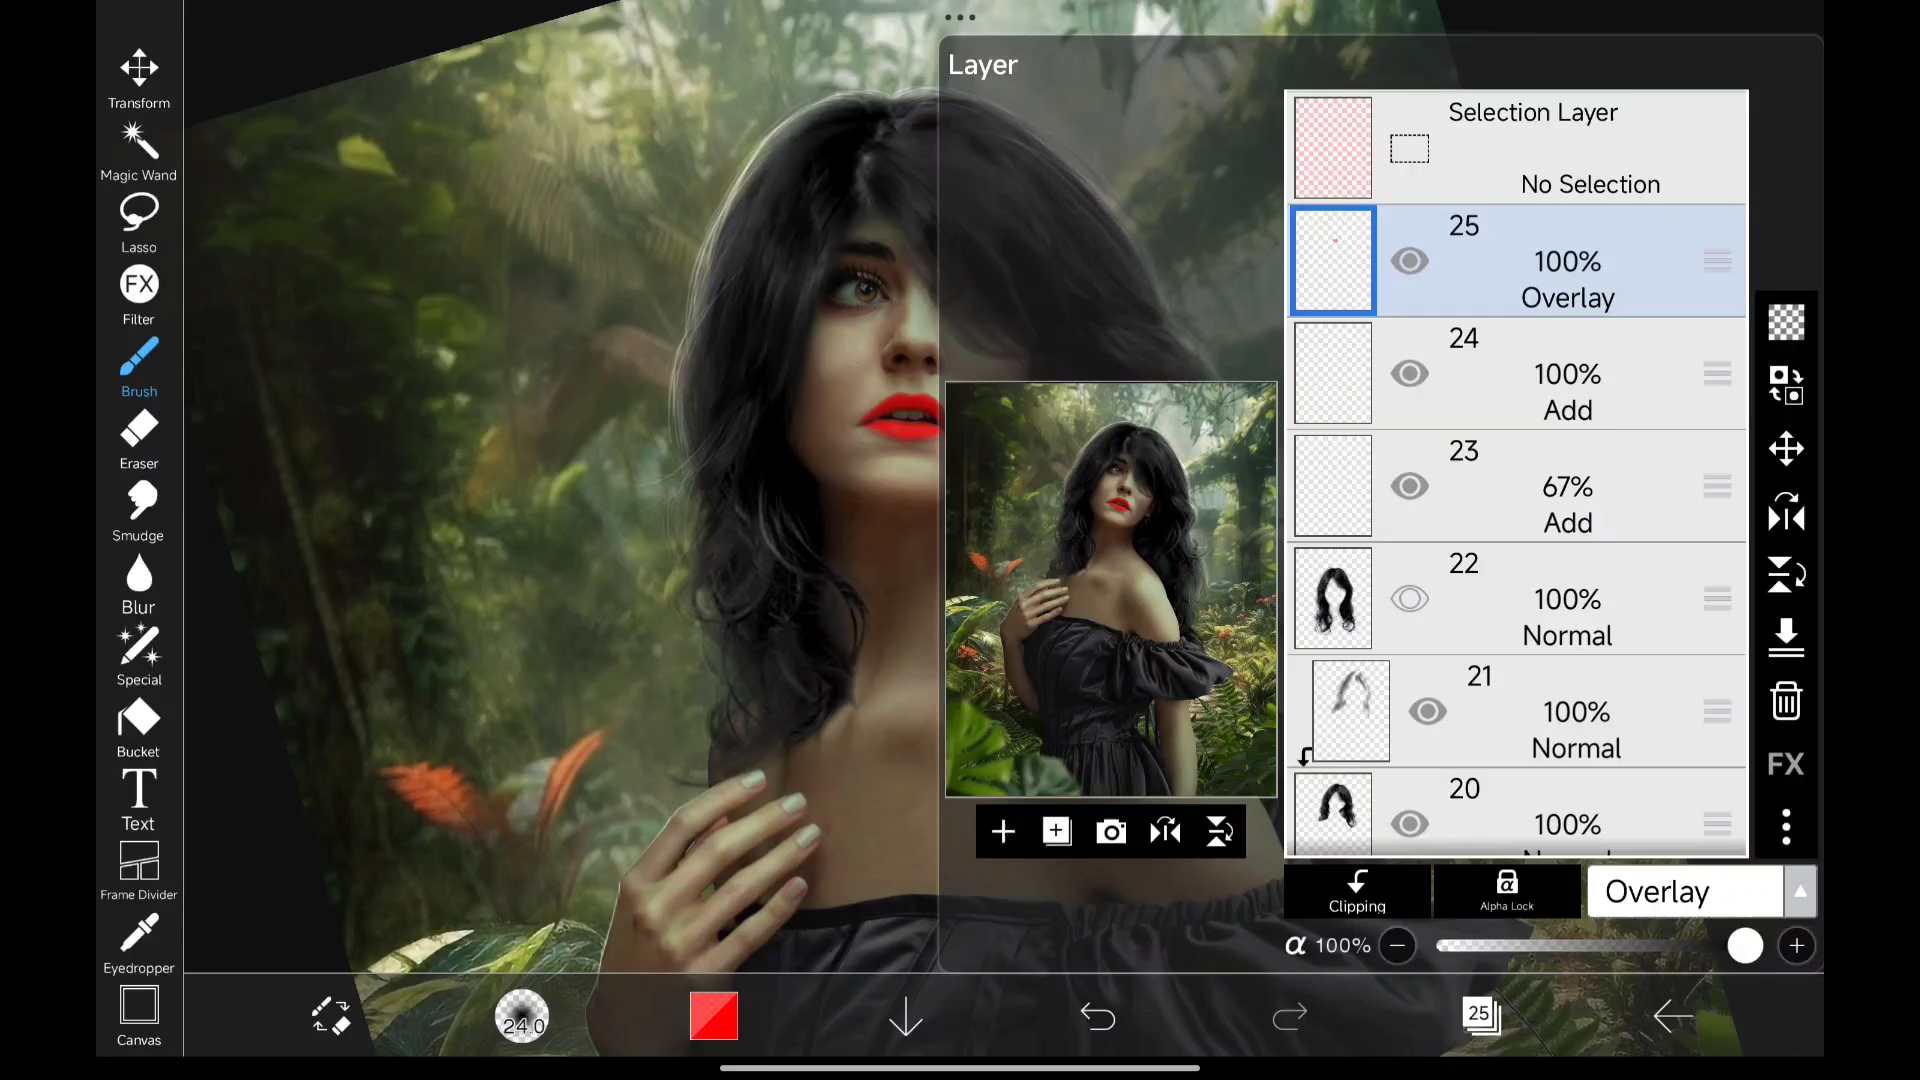 Transform
Magic Wand
Lasso
FX
Filter
Brush
Eraser
Smudge
Blur
Special
Bucket
T
Text
Frame Divider
Eyedropper
Canvas
Layer
Selection Layer
No Selection
25
100%
Overlay
24
100%
Add
23
67%
Add
22
100%
Normal
21
100%
Normal
20
100%
FX
Clipping
α
Alpha Lock
Overlay
α 100%
24.0
25